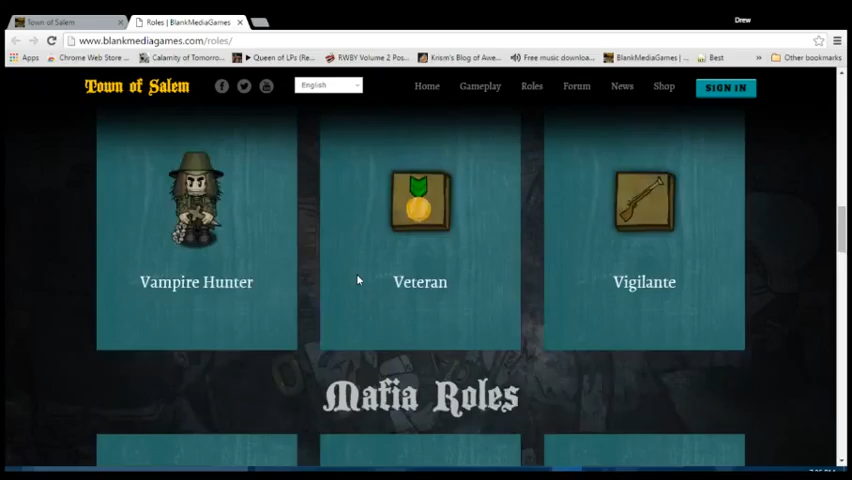 Drew
Town of Salem
Roles | BlankMediaGames
www.blankmediagames.com/roles/
Apps
Chrome Web Store ...
Calamity of Tomorro...
Queen of LPs (Re...
RWBY Volume 2 Pos...
Knism's Blog of Awe...
Free music downloa...
BlankMediaGames |...
Best
»
Other bookmarks
Town of Salem
English
Home
Gameplay
Roles
Forum
News
Shop
SIGN IN
Vampire Hunter
Veteran
Vigilante
Mafia Roles